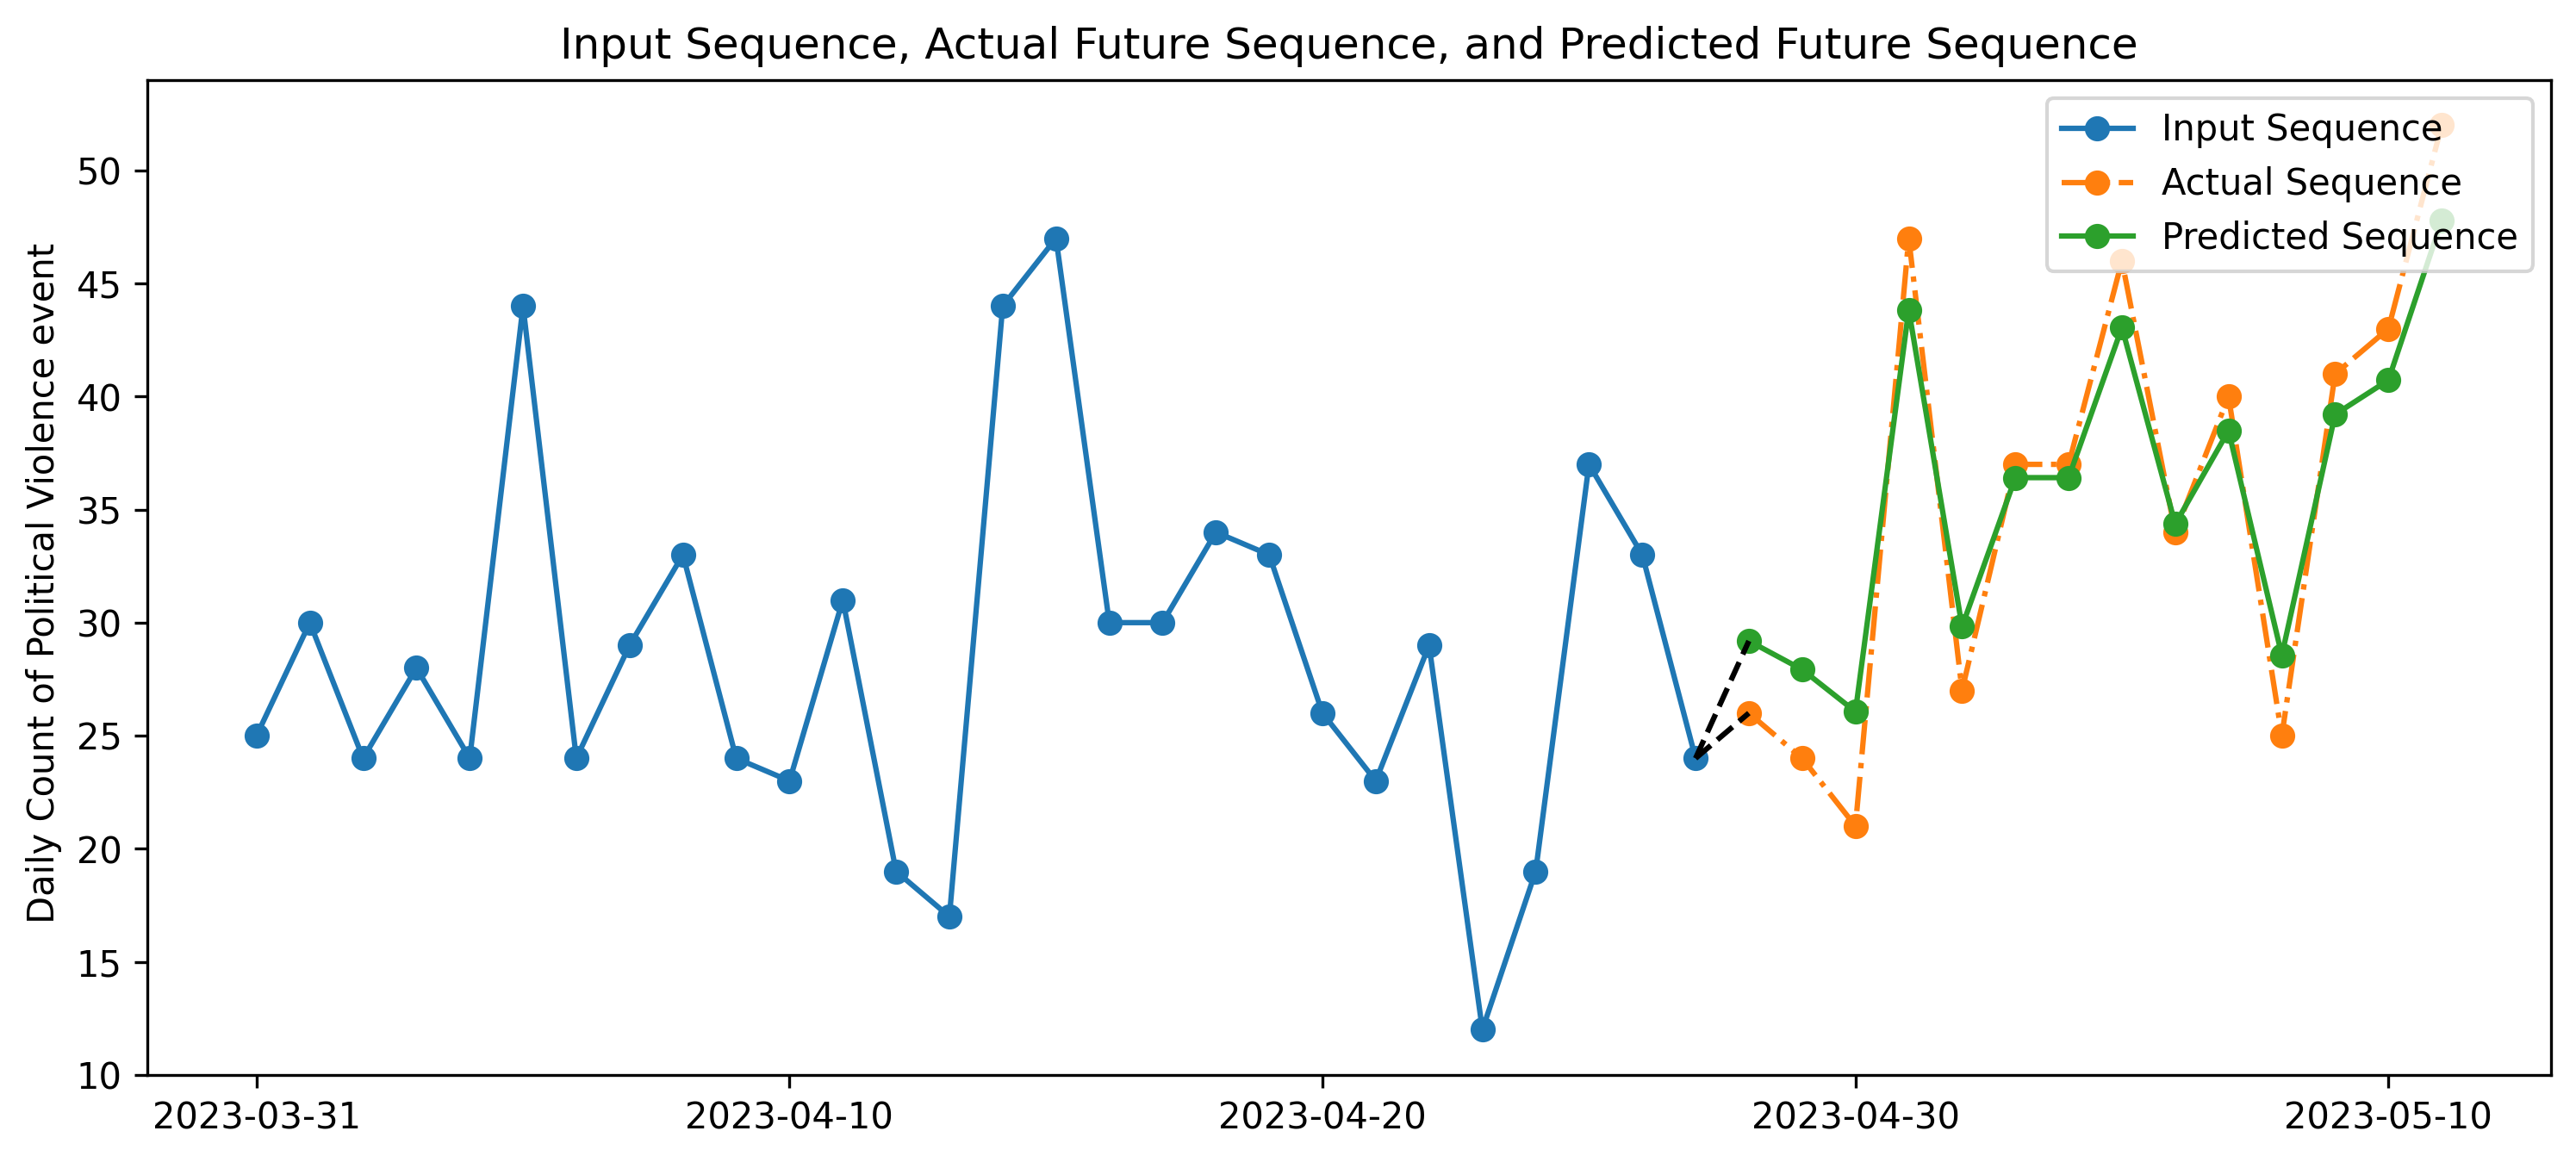 Input Sequence, Actual Future Sequence, and Predicted Future Sequence
Daily Count of Political Violence event
50
45
40
35
30
25
20
15
10
2023-03-31
2023-04-10
2023-04-20
2023-04-30
2023-05-10
Input Sequence
Actual Sequence
Predicted Sequence